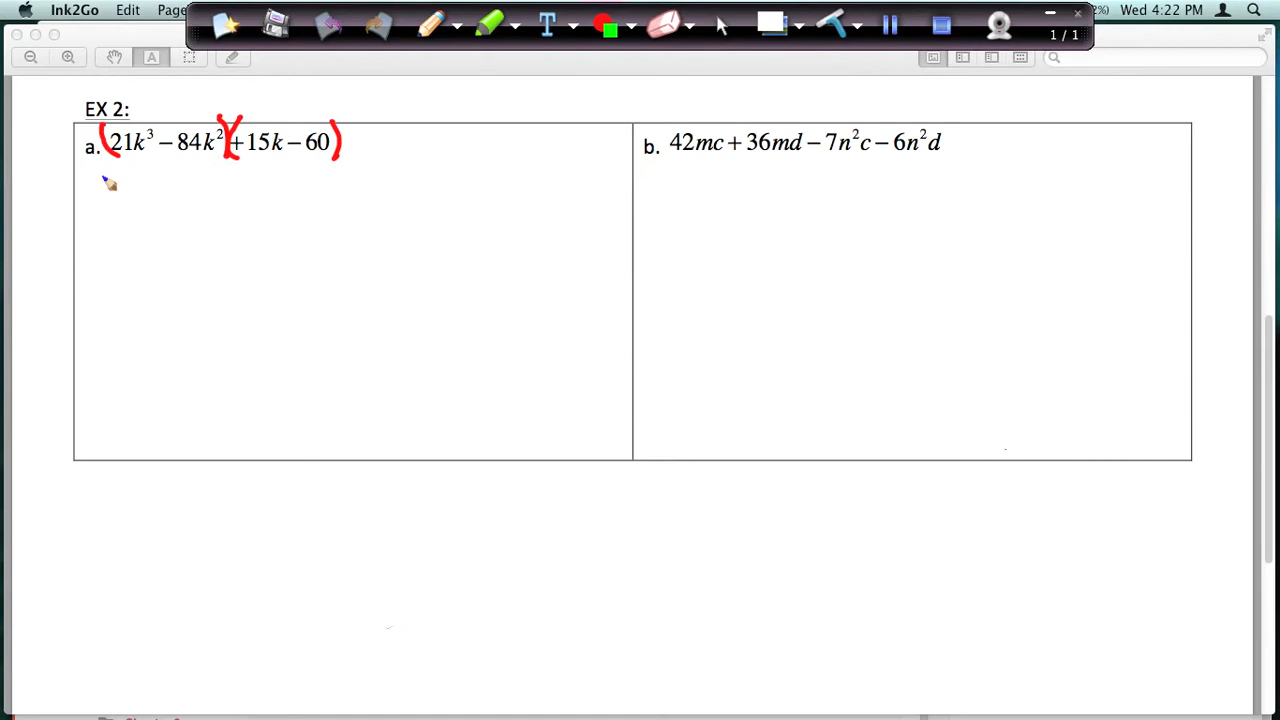 Ink2Go Edit Page
%) Wed 4:22 PM
T
1 / 1
A
EX 2:
a. (21k³ − 84k²)(+15k − 60)
b. 42mc + 36md − 7n²c − 6n²d